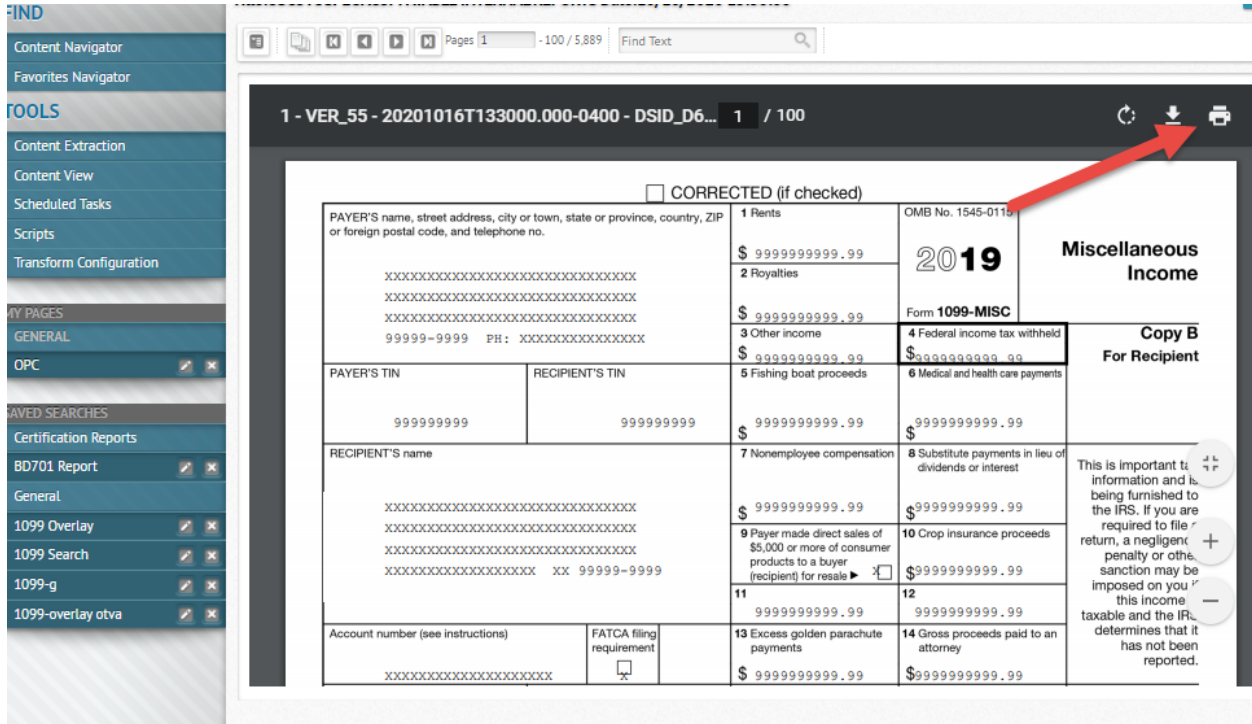 FIND
Content Navigator
Favorites Navigator
TOOLS
Content Extraction
Content View
Scheduled Tasks
Scripts
Transform Configuration
MY PAGES
GENERAL
OPC
SAVED SEARCHES
Certification Reports
BD701 Report
General
1099 Overlay
1099 Search
1099-g
1099-overlay otva
Pages 1 - 100 / 5,889 Find Text
1 - VER_55 - 20201016T133000.000-0400 - DSID_D6... 1 / 100
CORRECTED (if checked)
PAYER'S name, street address, city or town, state or province, country, ZIP
or foreign postal code, and telephone no.
XXXXXXXXXXXXXXXXXXXXXXXXXXXXXX
XXXXXXXXXXXXXXXXXXXXXXXXXXXXXX
XXXXXXXXXXXXXXXXXXXXXXXXXXXXXX
99999-9999 PH: XXXXXXXXXXXXXXX
1 Rents
$ 9999999999.99
2 Royalties
$ 9999999999.99
3 Other income
$ 9999999999.99
OMB No. 1545-0115
2019
Form 1099-MISC
4 Federal income tax withheld
$9999999999.99
Miscellaneous
Income
Copy B
For Recipient
PAYER'S TIN
999999999
RECIPIENT'S TIN
999999999
5 Fishing boat proceeds
$ 9999999999.99
6 Medical and health care payments
$9999999999.99
RECIPIENT'S name
XXXXXXXXXXXXXXXXXXXXXXXXXXXXXX
XXXXXXXXXXXXXXXXXXXXXXXXXXXXXX
XXXXXXXXXXXXXXXXXXXXXXXXXXXXXX
XXXXXXXXXXXXXXXXXX XX 99999-9999
7 Nonemployee compensation
$ 9999999999.99
8 Substitute payments in lieu of
dividends or interest
$9999999999.99
9 Payer made direct sales of
$5,000 or more of consumer
products to a buyer
(recipient) for resale ► X
10 Crop insurance proceeds
$9999999999.99
11
9999999999.99
12
9999999999.99
Account number (see instructions)
XXXXXXXXXXXXXXXXXXXX
FATCA filing
requirement
X
13 Excess golden parachute
payments
$ 9999999999.99
14 Gross proceeds paid to an
attorney
$9999999999.99
This is important
information and is
being furnished to
the IRS. If you are
required to file
return, a
penalty or
sanction may be
imposed on you
this income
taxable and the
determines that it
has not been
reported.